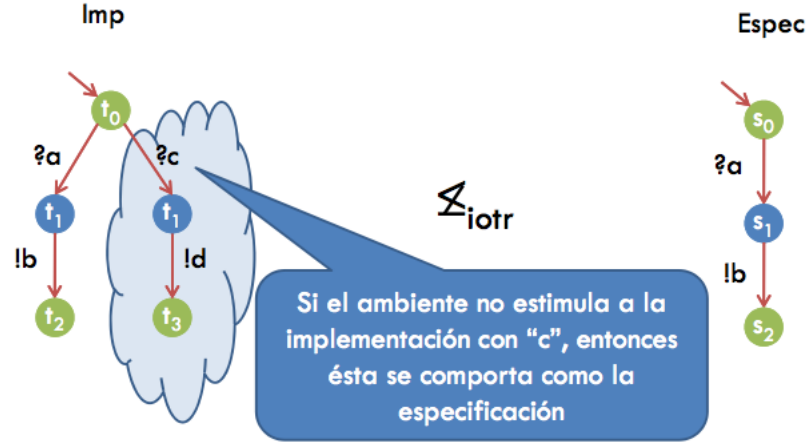 Imp
Espec
t0
s0
?a
?c
?a
t1
t1
≰iotr
s1
!b
!d
!b
t2
t3
s2
Si el ambiente no estimula a la
implementación con “c”, entonces
ésta se comporta como la
especificación